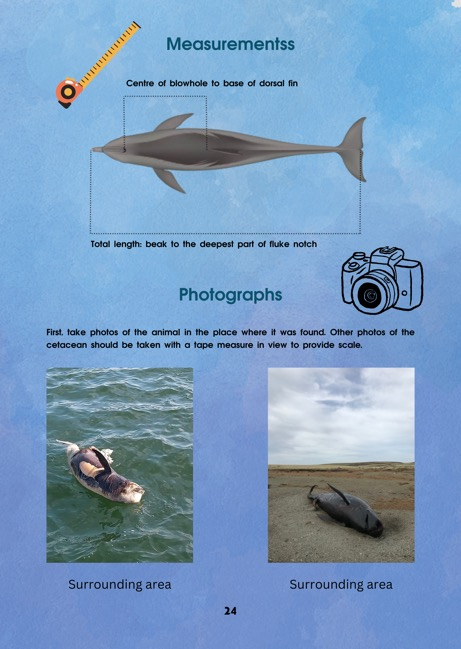 Measurementss
Centre of blowhole to base of dorsal fin
Total length: beak to the deepest part of fluke notch
Photographs
First, take photos of the animal in the place where it was found. Other photos of the
cetacean should be taken with a tape measure in view to provide scale.
Surrounding area
Surrounding area
24